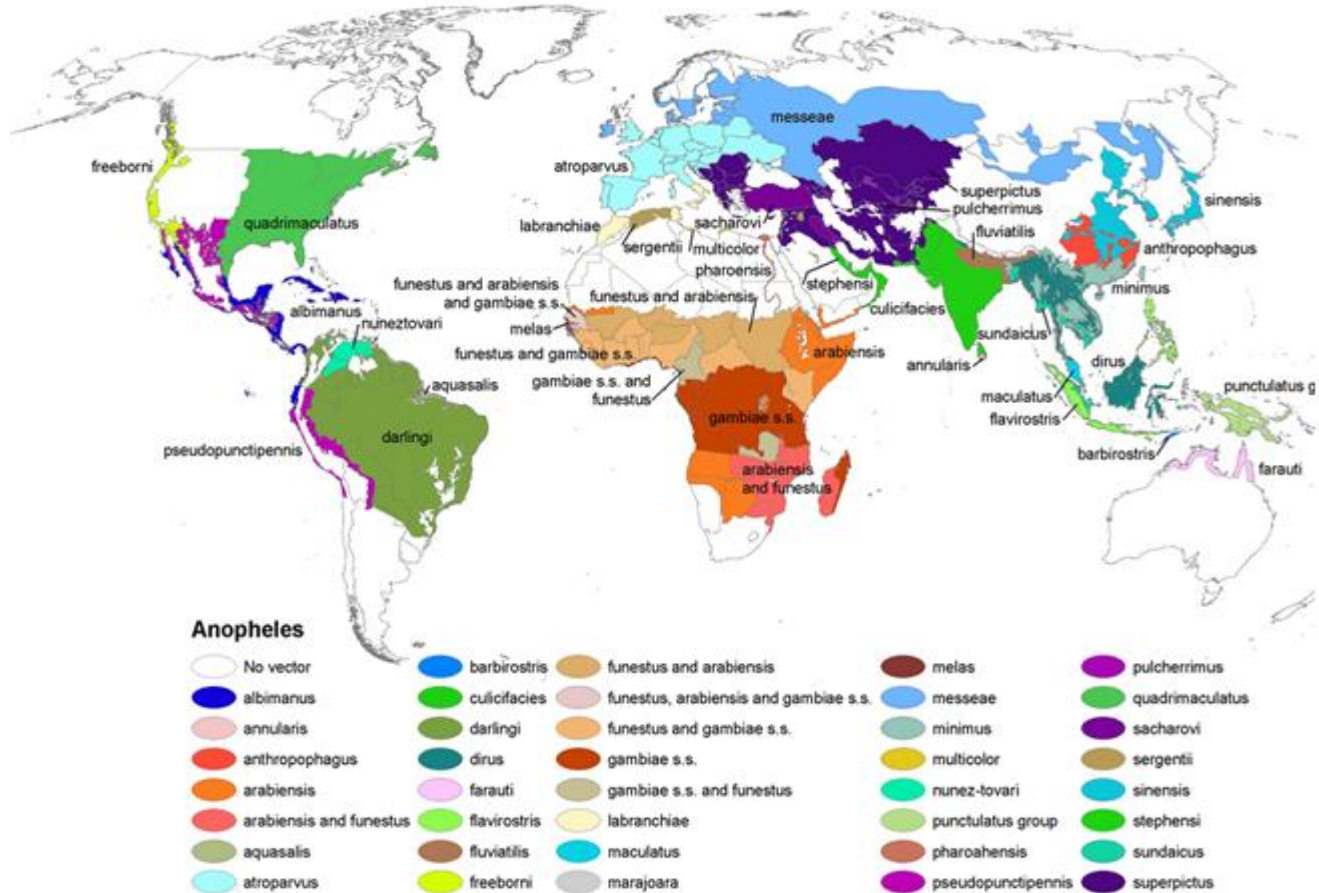 messeae
freeborni
atroparvus
superpictus
sinensis
quadrimaculatus
sacharovi
pulcherrimus
labranchiae
fluviatilis
anthropophagus
sergentii
multicolor
pharoensis
stephensi
minimus
funestus and arabiensis
and gambiae s.s.
funestus and arabiensis
albimanus
culicifacies
nuneztovari
melas
sundaicus
funestus and gambiae s.s.
arabiensis
annularis
dirus
aquasalis
gambiae s.s. and
funestus
maculatus
punctulatus g
flavirostris
gambiae s.s.
darlingi
pseudopunctipennis
barbirostris
farauti
arabiensis
and funestus
Anopheles
No vector
albimanus
annularis
anthropophagus
arabiensis
arabiensis and funestus
aquasalis
atroparvus
barbirostris
culicifacies
darlingi
dirus
farauti
flavirostris
fluviatilis
freeborni
funestus and arabiensis
funestus, arabiensis and gambiae s.s.
funestus and gambiae s.s.
gambiae s.s.
gambiae s.s. and funestus
labranchiae
maculatus
marajoara
melas
messeae
minimus
multicolor
nunez-tovari
punctulatus group
pharoahensis
pseudopunctipennis
pulcherrimus
quadrimaculatus
sacharovi
sergentii
sinensis
stephensi
sundaicus
superpictus